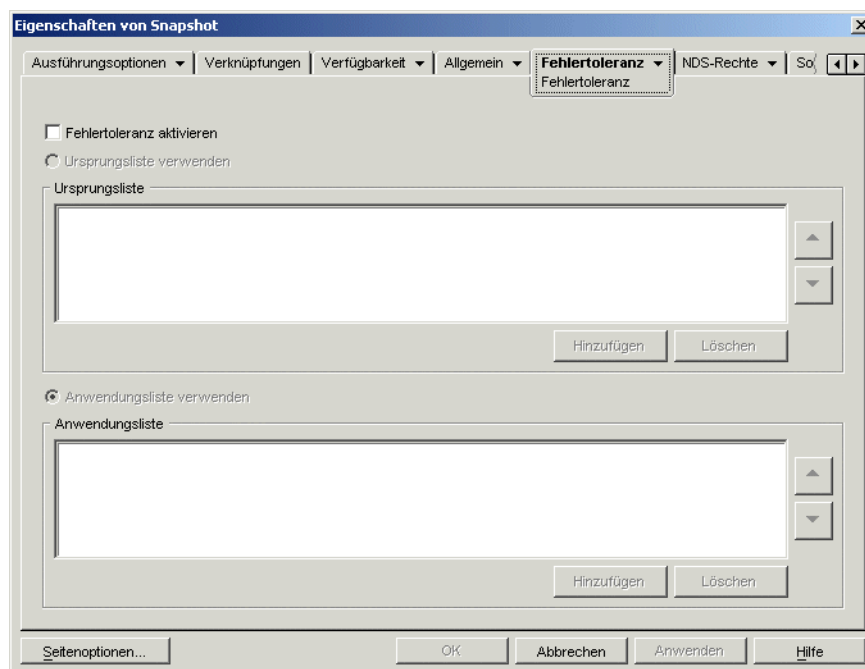 Eigenschaften von Snapshot
Ausführungsoptionen Verknüpfungen Verfügbarkeit Allgemein Fehlertoleranz NDS-Rechte So
Fehlertoleranz
Fehlertoleranz aktivieren
Ursprungsliste verwenden
Ursprungsliste
Hinzufügen Löschen
Anwendungsliste verwenden
Anwendungsliste
Hinzufügen Löschen
Seitenoptionen... OK Abbrechen Anwenden Hilfe